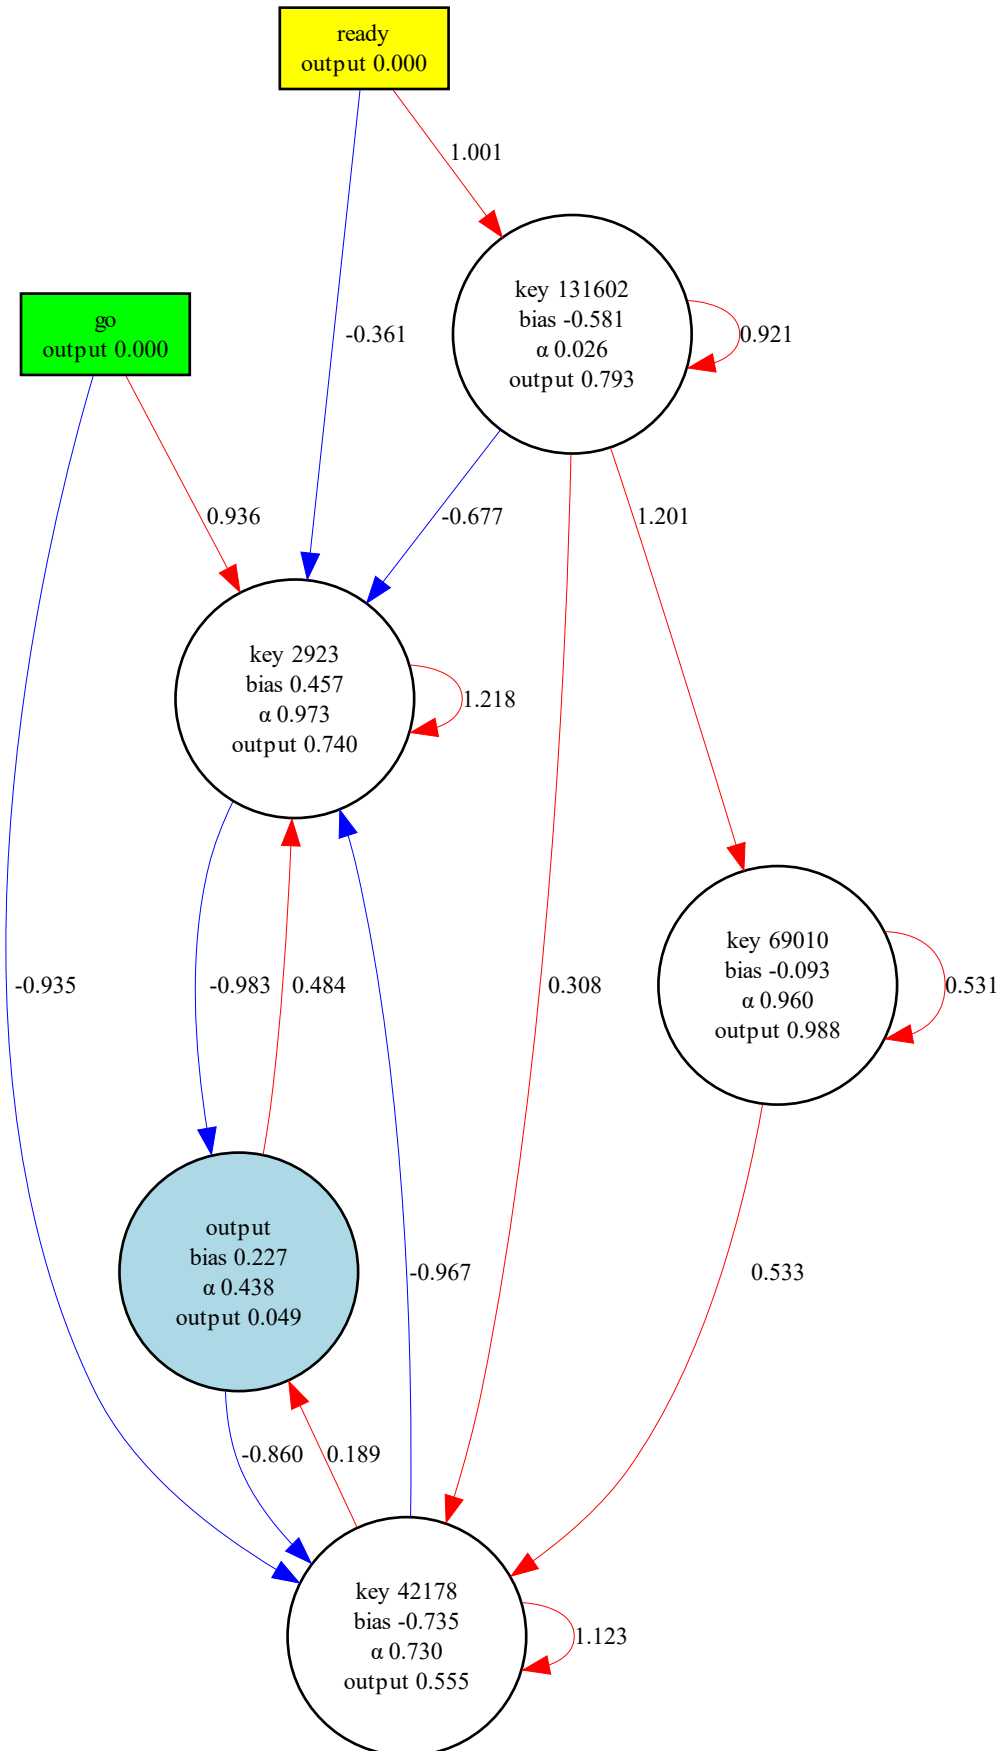 ready
output 0.000
1.001
key 131602
bias -0.581
α 0.026
output 0.793
0.921
-0.361
go
output 0.000
0.936
-0.677
1.201
key 2923
bias 0.457
α 0.973
output 0.740
1.218
key 69010
bias -0.093
α 0.960
output 0.988
0.531
-0.935
-0.983
0.484
0.308
output
bias 0.227
α 0.438
output 0.049
-0.967
0.533
-0.860
0.189
key 42178
bias -0.735
α 0.730
output 0.555
1.123